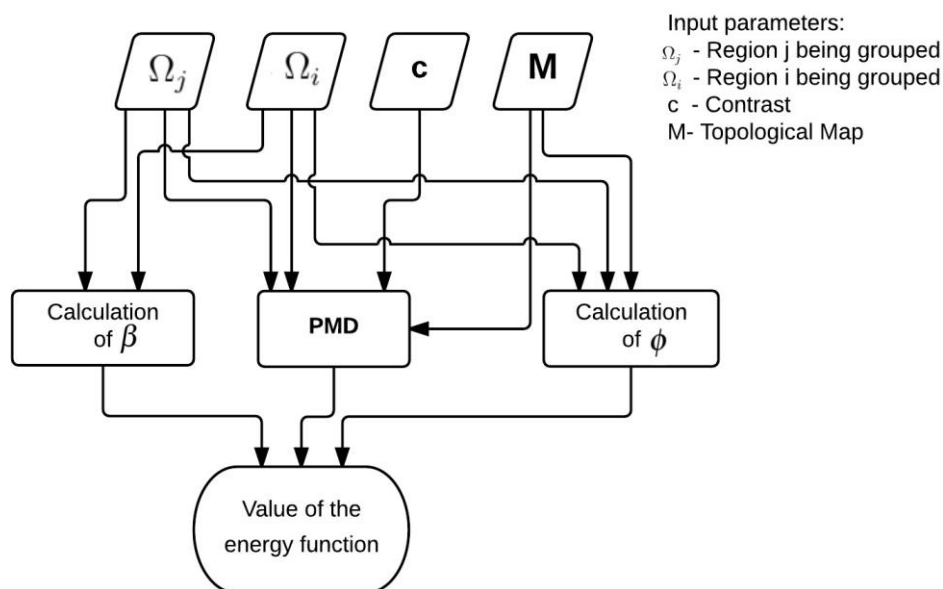 Ωj
Ωi
c
M
Input parameters:
Ωj - Region j being grouped
Ωi - Region i being grouped
c - Contrast
M- Topological Map
Calculation
of β
PMD
Calculation
of ϕ
Value of the
energy function